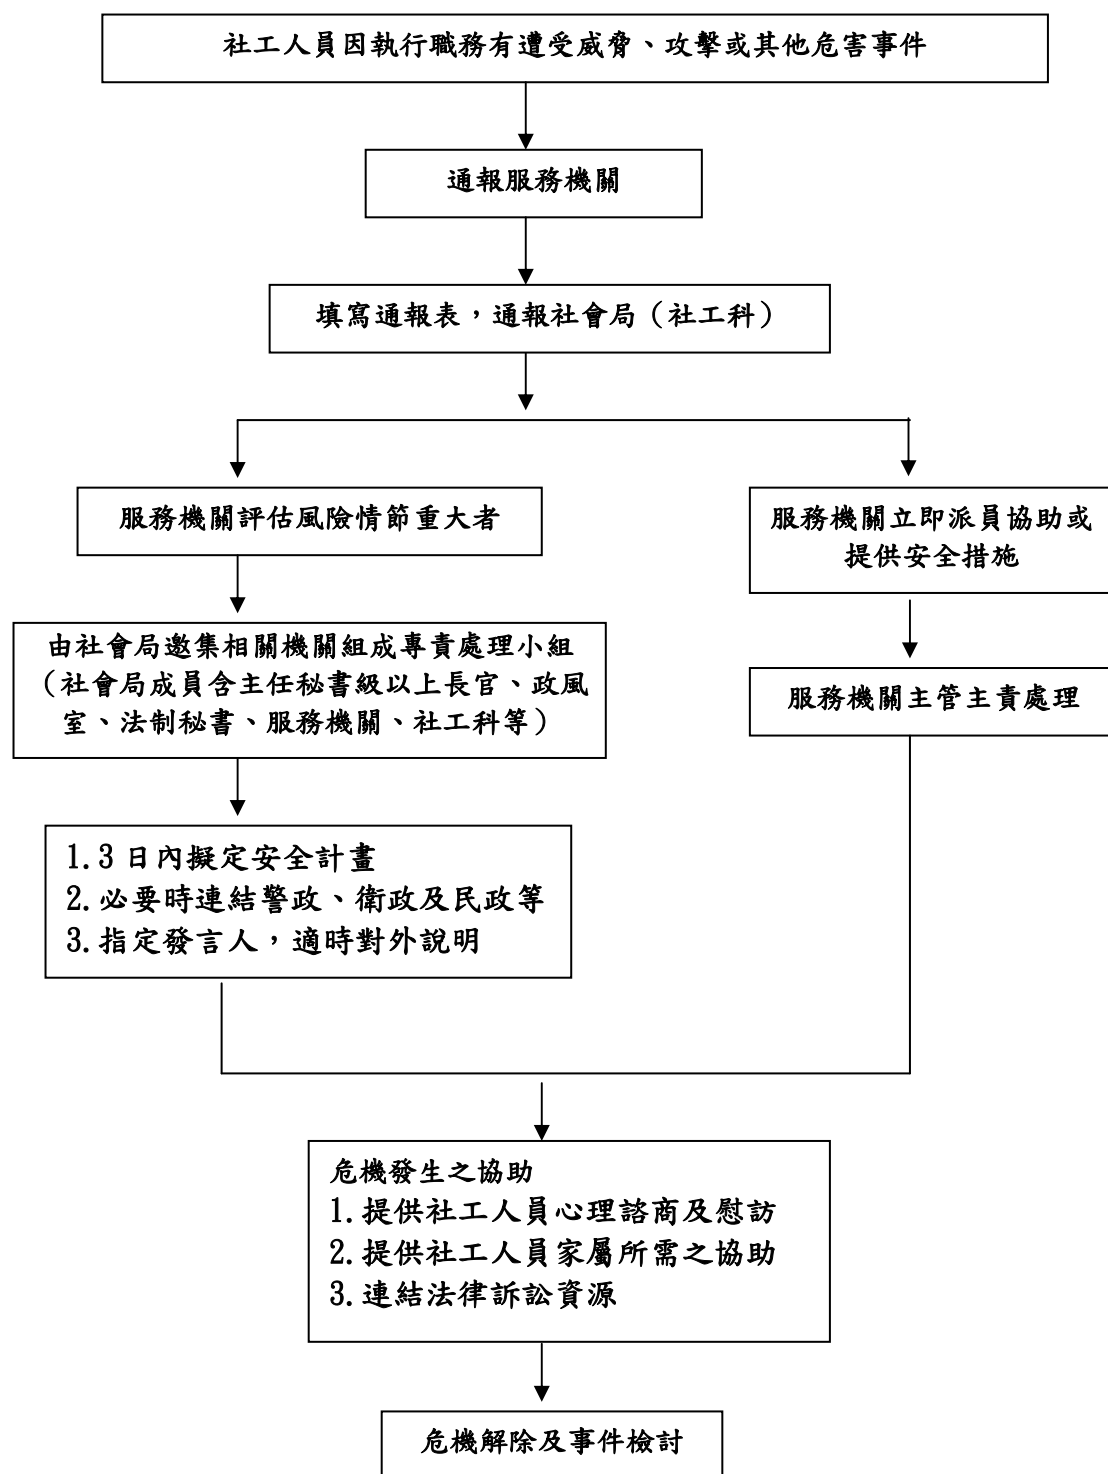 社工人員因執行職務有遭受威脅、攻擊或其他危害事件
通報服務機關
填寫通報表，通報社會局（社工科）
服務機關評估風險情節重大者
服務機關立即派員協助或
提供安全措施
由社會局邀集相關機關組成專責處理小組
（社會局成員含主任秘書級以上長官、政風
室、法制秘書、服務機關、社工科等）
服務機關主管主責處理
1.3 日內擬定安全計畫
2.必要時連結警政、衛政及民政等
3.指定發言人，適時對外說明
危機發生之協助
1.提供社工人員心理諮商及慰訪
2.提供社工人員家屬所需之協助
3.連結法律訴訟資源
危機解除及事件檢討